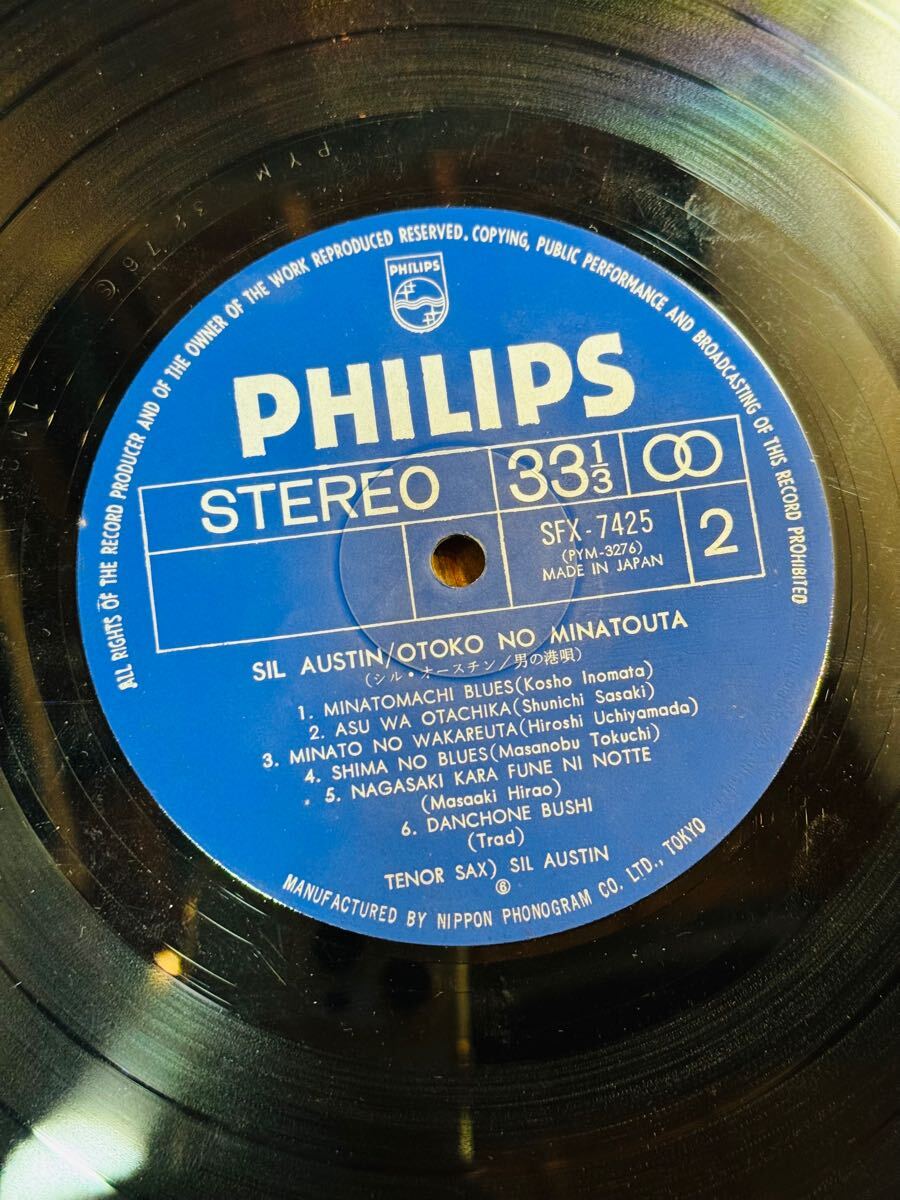 PYM 3276
ALL RIGHTS OF THE RECORD PRODUCER AND OF THE OWNER OF THE WORK REPRODUCED RESERVED. COPYING, PUBLIC PERFORMANCE AND BROADCASTING OF THIS RECORD PROHIBITED
PHILIPS
PHILIPS
STEREO 33⅓
SFX-7425
(PYM-3276)
MADE IN JAPAN
2
SIL AUSTIN/OTOKO NO MINATOUTA
(シル・オースチン/男の港唄)
1. MINATOMACHI BLUES(Kosho Inomata)
2. ASU WA OTACHIKA(Shunichi Sasaki)
3. MINATO NO WAKAREUTA(Hiroshi Uchiyamada)
4. SHIMA NO BLUES(Masanobu Tokuchi)
5. NAGASAKI KARA FUNE NI NOTTE
(Masaaki Hirao)
6. DANCHONE BUSHI
(Trad)
TENOR SAX) SIL AUSTIN
⑥
MANUFACTURED BY NIPPON PHONOGRAM CO. LTD., TOKYO